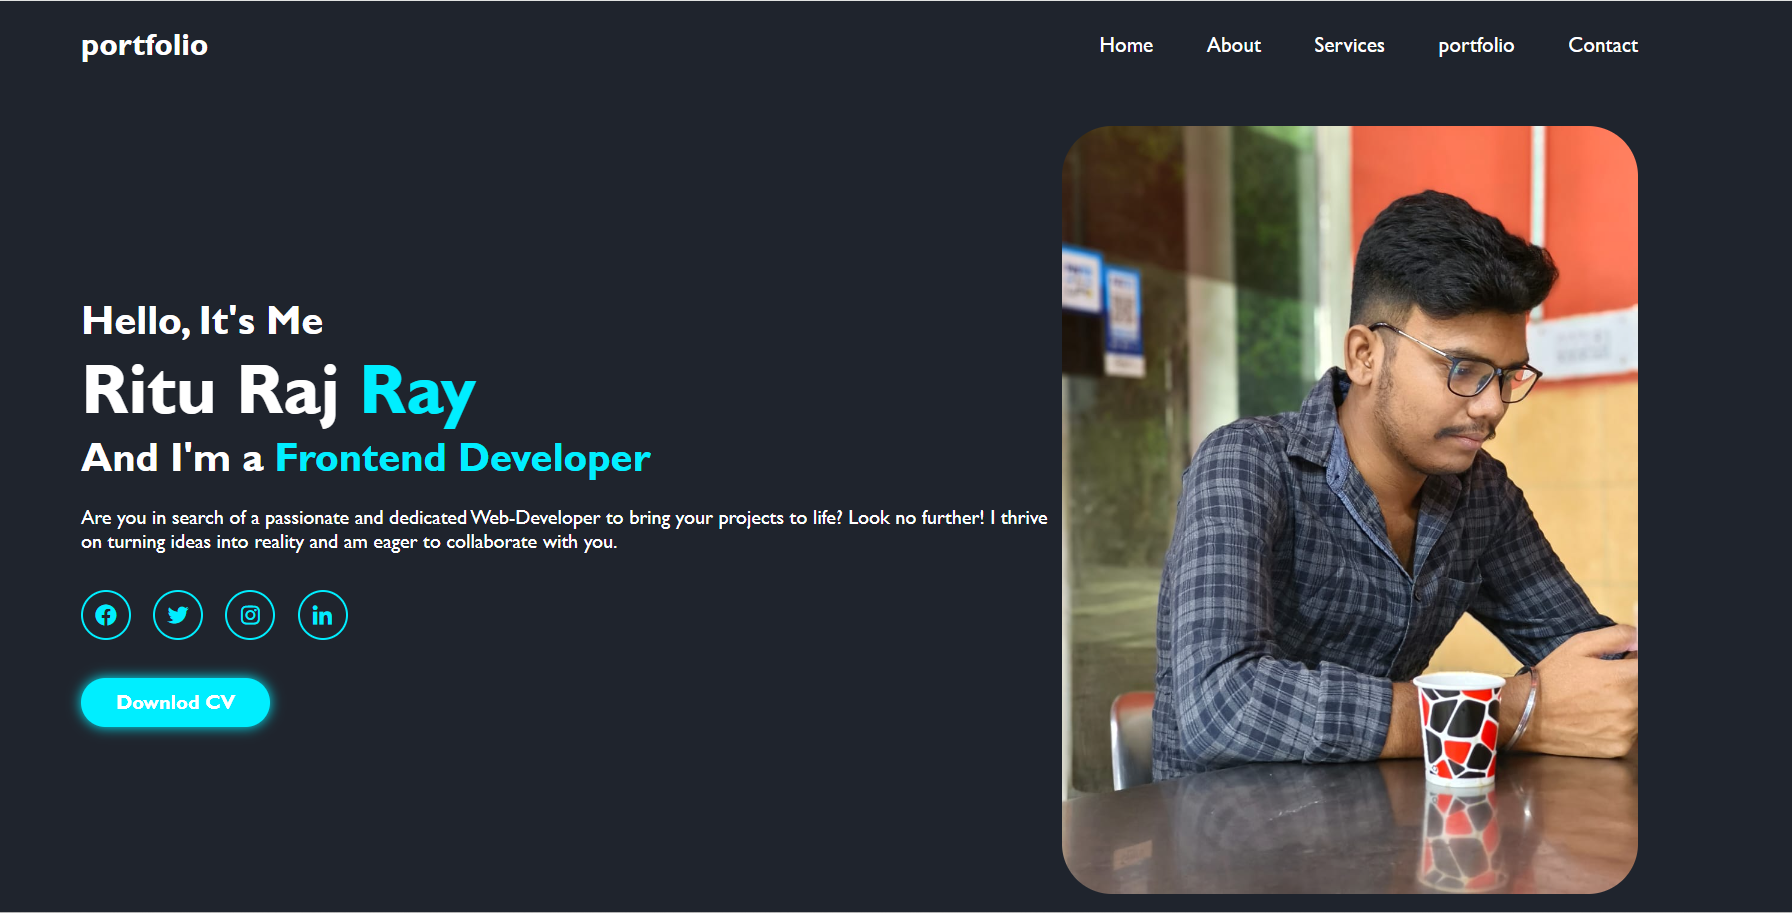 portfolio
Home About Services portfolio Contact
Hello, It's Me
Ritu Raj Ray
And I'm a Frontend Developer
Are you in search of a passionate and dedicated Web-Developer to bring your projects to life? Look no further! I thrive
on turning ideas into reality and am eager to collaborate with you.
Downlod CV